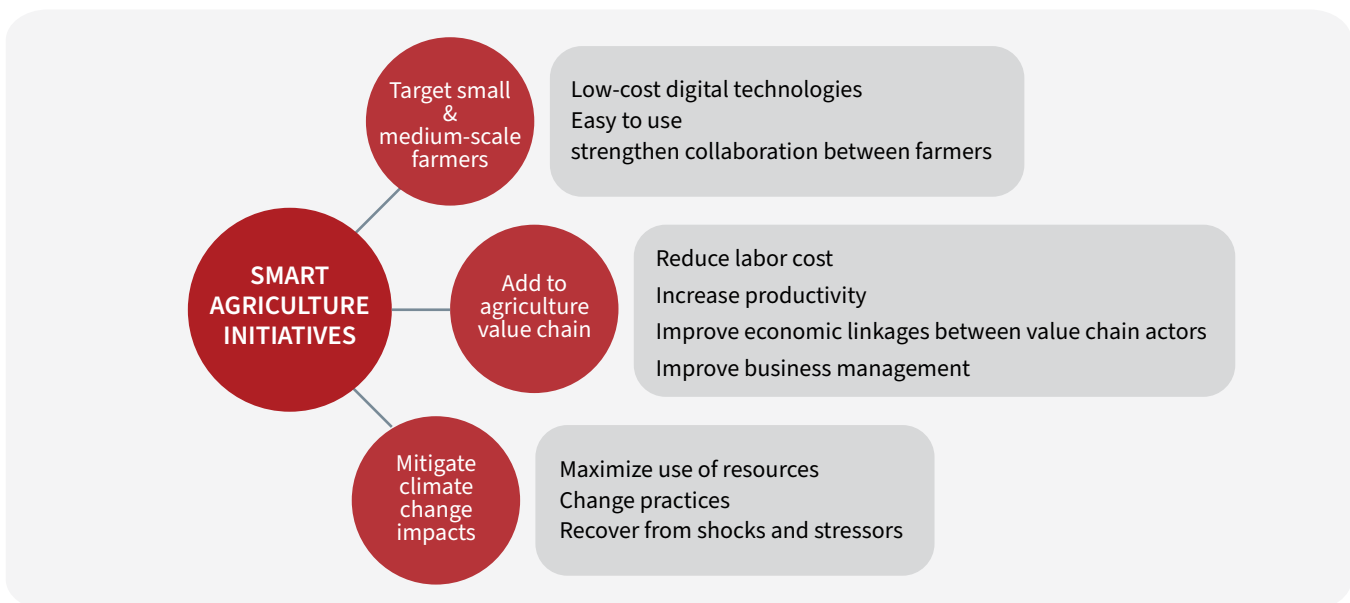 SMART
AGRICULTURE
INITIATIVES
Target small
&
medium-scale
farmers
Low-cost digital technologies
Easy to use
strengthen collaboration between farmers
Add to
agriculture
value chain
Reduce labor cost
Increase productivity
Improve economic linkages between value chain actors
Improve business management
Mitigate
climate
change
impacts
Maximize use of resources
Change practices
Recover from shocks and stressors